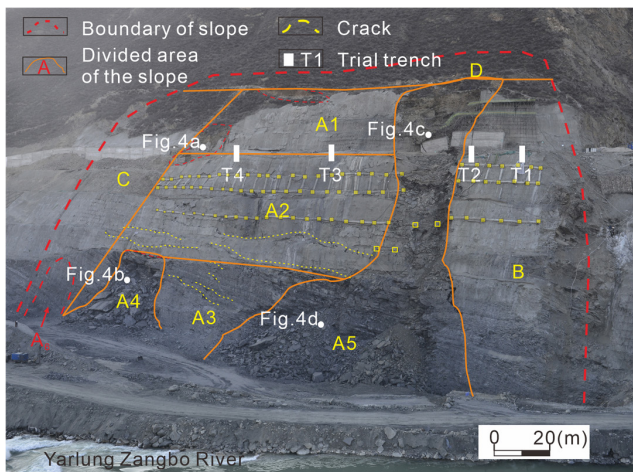 Boundary of slope
Crack
A
Divided area
of the slope
T1 Trial trench
D
A1
Fig.4a
Fig.4c
T4
T3
T2
T1
C
A2
B
Fig.4b
A4
A3
Fig.4d
A5
A
0 20(m)
Yarlung Zangbo River